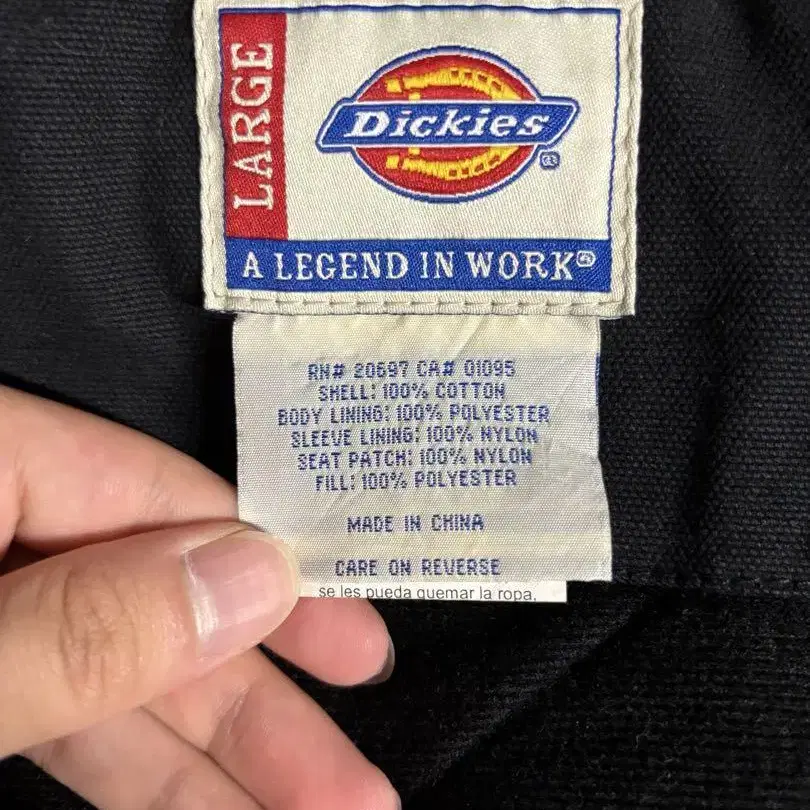 LARGE
Dickies®
A LEGEND IN WORK®
RN# 20697 CA# 01095
SHELL: 100% COTTON
BODY LINING: 100% POLYESTER
SLEEVE LINING: 100% NYLON
SEAT PATCH: 100% NYLON
FILL: 100% POLYESTER
MADE IN CHINA
CARE ON REVERSE
se les pueda quemar la ropa.